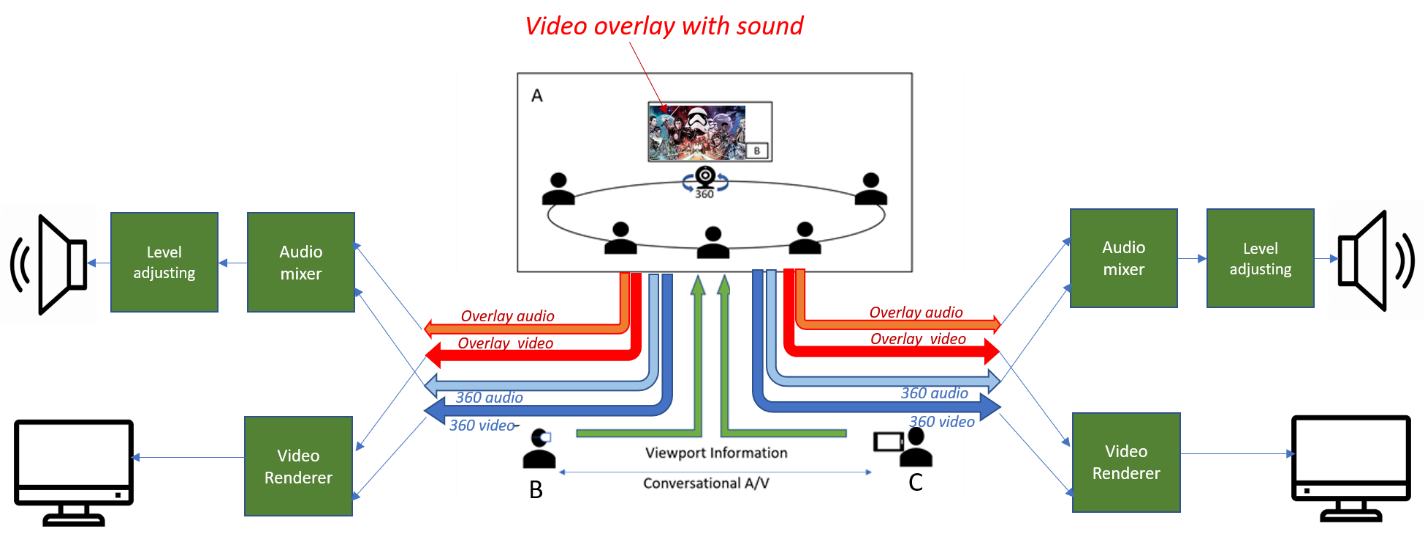 Video overlay with sound
A
B
360
Level
adjusting
Audio
mixer
Audio
mixer
Level
adjusting
Overlay audio
Overlay video
360 audio
360 video-
Overlay audio
Overlay video
360 audio
360 video
Video
Renderer
Viewport Information
Conversational A/V
B
C
Video
Renderer